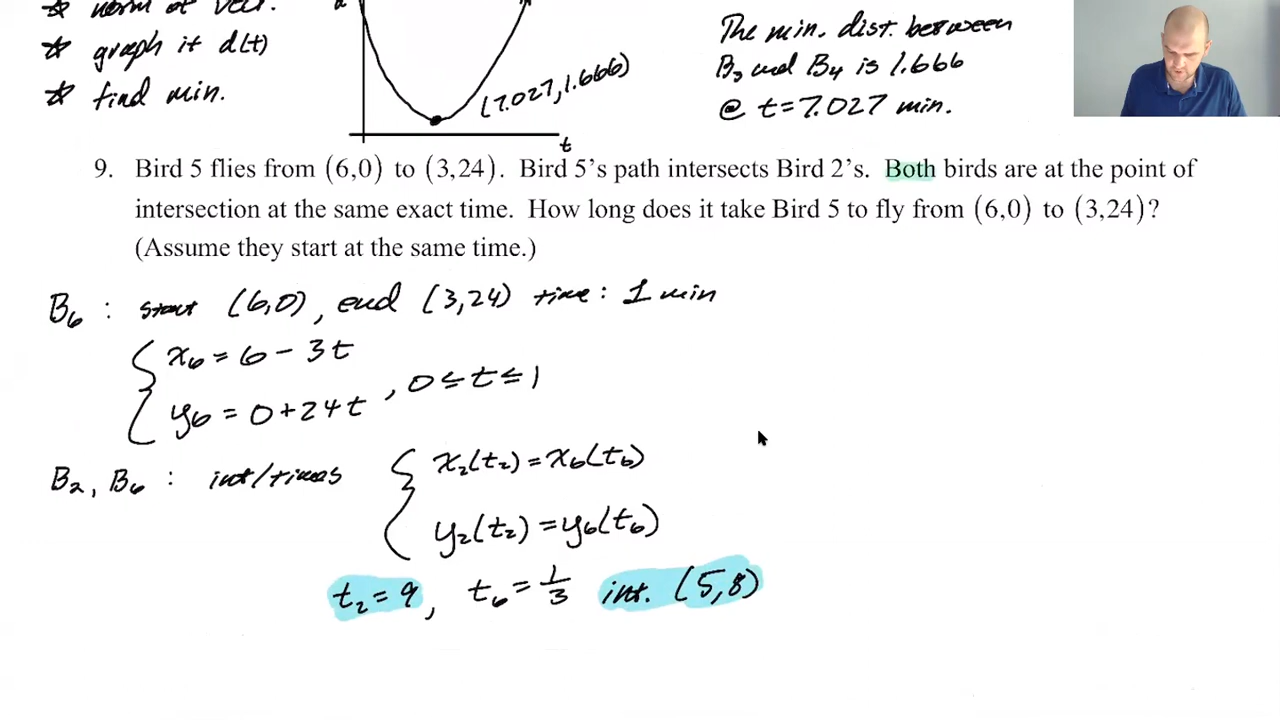 ☆ norm of vect.
☆ graph it d(t)
☆ find min.
(7.027, 1.666)
t
The min. dist. between
B₃ and B₄ is 1.666
@ t = 7.027 min.
9. Bird 5 flies from (6,0) to (3,24). Bird 5's path intersects Bird 2's. Both birds are at the point of
intersection at the same exact time. How long does it take Bird 5 to fly from (6,0) to (3,24)?
(Assume they start at the same time.)
B₆ : start (6,0), end (3,24) time: 1 min
x₆ = 6 - 3t
y₆ = 0 + 24t , 0 ≤ t ≤ 1
B₂, B₆ : int/times x₂(t₂) = x₆(t₆)
y₂(t₂) = y₆(t₆)
t₂ = 9, t₆ = 1/3 int. (5,8)